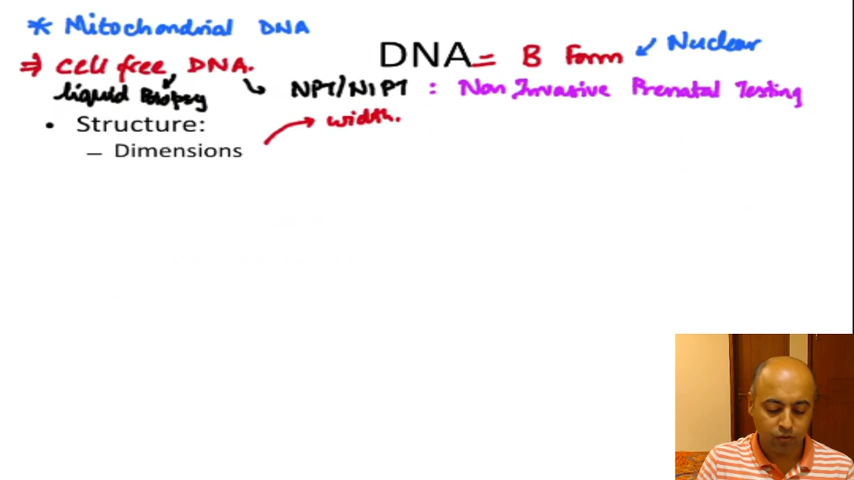 * Mitochondrial DNA
DNA = B Form ↙ Nuclear
⇒ cell free DNA.
liquid Biopsy
NPT/NIPT : Non Invasive Prenatal Testing
• Structure:
– Dimensions → width.